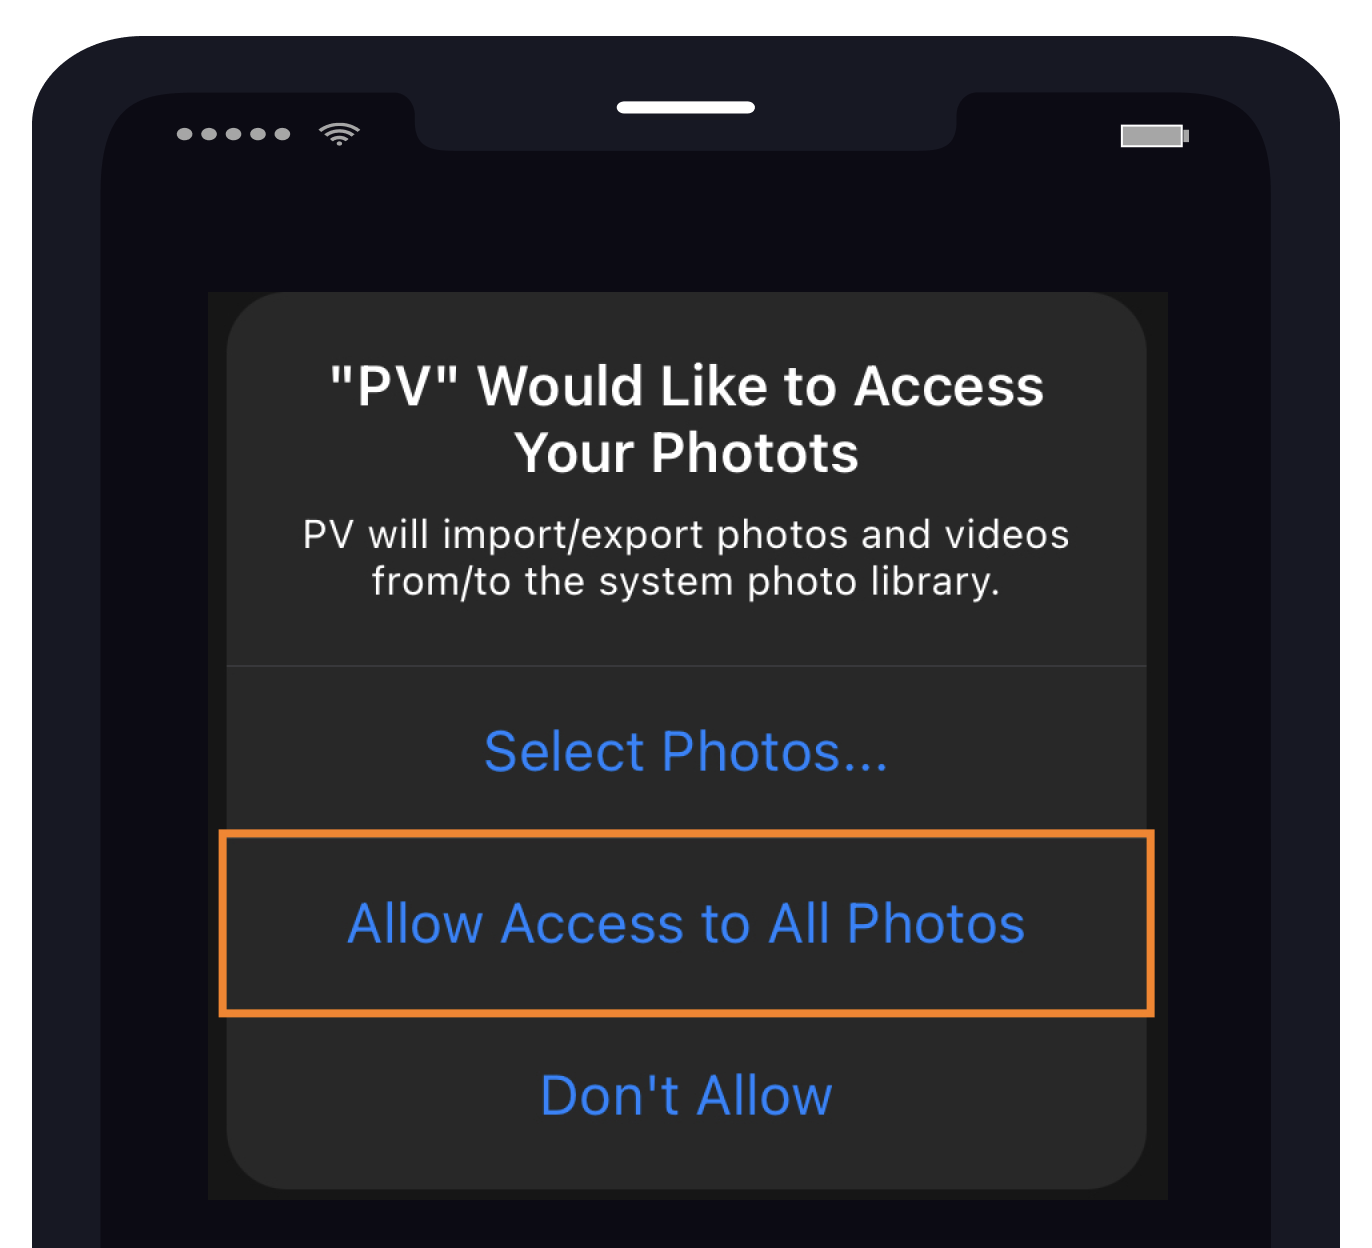 "PV" Would Like to Access
Your Photots
PV will import/export photos and videos
from/to the system photo library.
Select Photos...
Allow Access to All Photos
Don't Allow